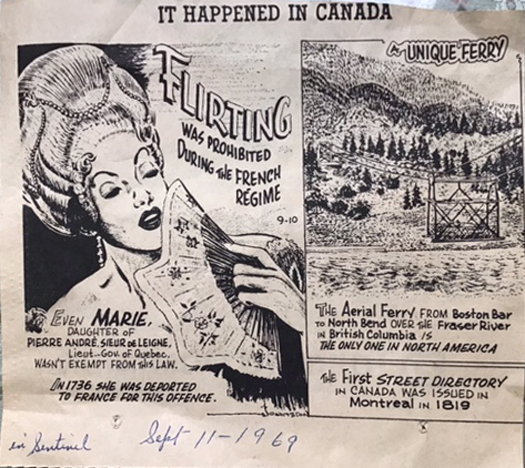 IT HAPPENED IN CANADA
FLIRTING
WAS PROHIBITED
DURING THE FRENCH
RÉGIME
9-10
EVEN MARIE,
DAUGHTER OF
PIERRE ANDRÉ, SIEUR DE LEIGNE,
Lieut.-Gov. of Quebec,
WASN'T EXEMPT FROM THIS LAW.
IN 1736 SHE WAS DEPORTED
TO FRANCE FOR THIS OFFENCE.
A UNIQUE FERRY
THE Aerial Ferry FROM Boston Bar
TO North Bend OVER THE Fraser River
IN British Columbia IS
THE ONLY ONE IN NORTH AMERICA
THE First STREET DIRECTORY
IN CANADA WAS ISSUED IN
Montreal IN 1819
in Sentinel Sept 11-1969